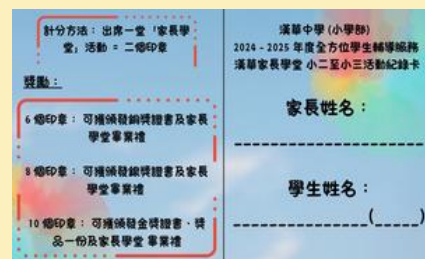 計分方法：出席一堂「家長學
堂」活動 = 二個印章
獎勵：
6 個印章：可獲頒發銅獎證書及家長
學堂畢業禮
8 個印章：可獲頒發銀獎證書及家長
學堂畢業禮
10 個印章：可獲頒發金獎證書、獎
品一份及家長學堂 畢業禮
漢華中學 (小學部)
2024 - 2025 年度全方位學生輔導服務
漢華家長學堂 小二至小三活動紀錄卡
家長姓名：
學生姓名：
( )